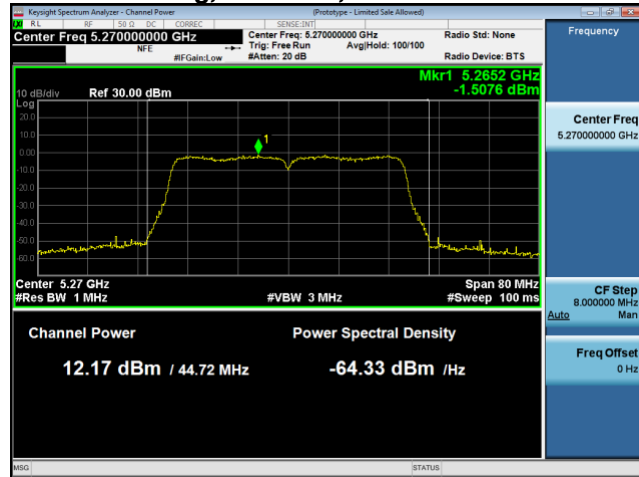 Keysight Spectrum Analyzer - Channel Power (Prototype - Limited Sale Allowed)
LXI RL RF 50 Ω DC CORREC SENSE:INT
Center Freq 5.270000000 GHz
NFE
#IFGain:Low
Center Freq: 5.270000000 GHz
Trig: Free Run Avg|Hold: 100/100
#Atten: 20 dB
Radio Std: None
Radio Device: BTS
Frequency
Mkr1 5.2652 GHz
-1.5076 dBm
10 dB/div Ref 30.00 dBm
Log
20.0
10.0
0.00
-10.0
-20.0
-30.0
-40.0
-50.0
-60.0
1
Center 5.27 GHz Span 80 MHz
#Res BW 1 MHz #VBW 3 MHz #Sweep 100 ms
Center Freq
5.270000000 GHz
CF Step
8.000000 MHz
Auto Man
Freq Offset
0 Hz
Channel Power Power Spectral Density
12.17 dBm / 44.72 MHz -64.33 dBm /Hz
MSG STATUS